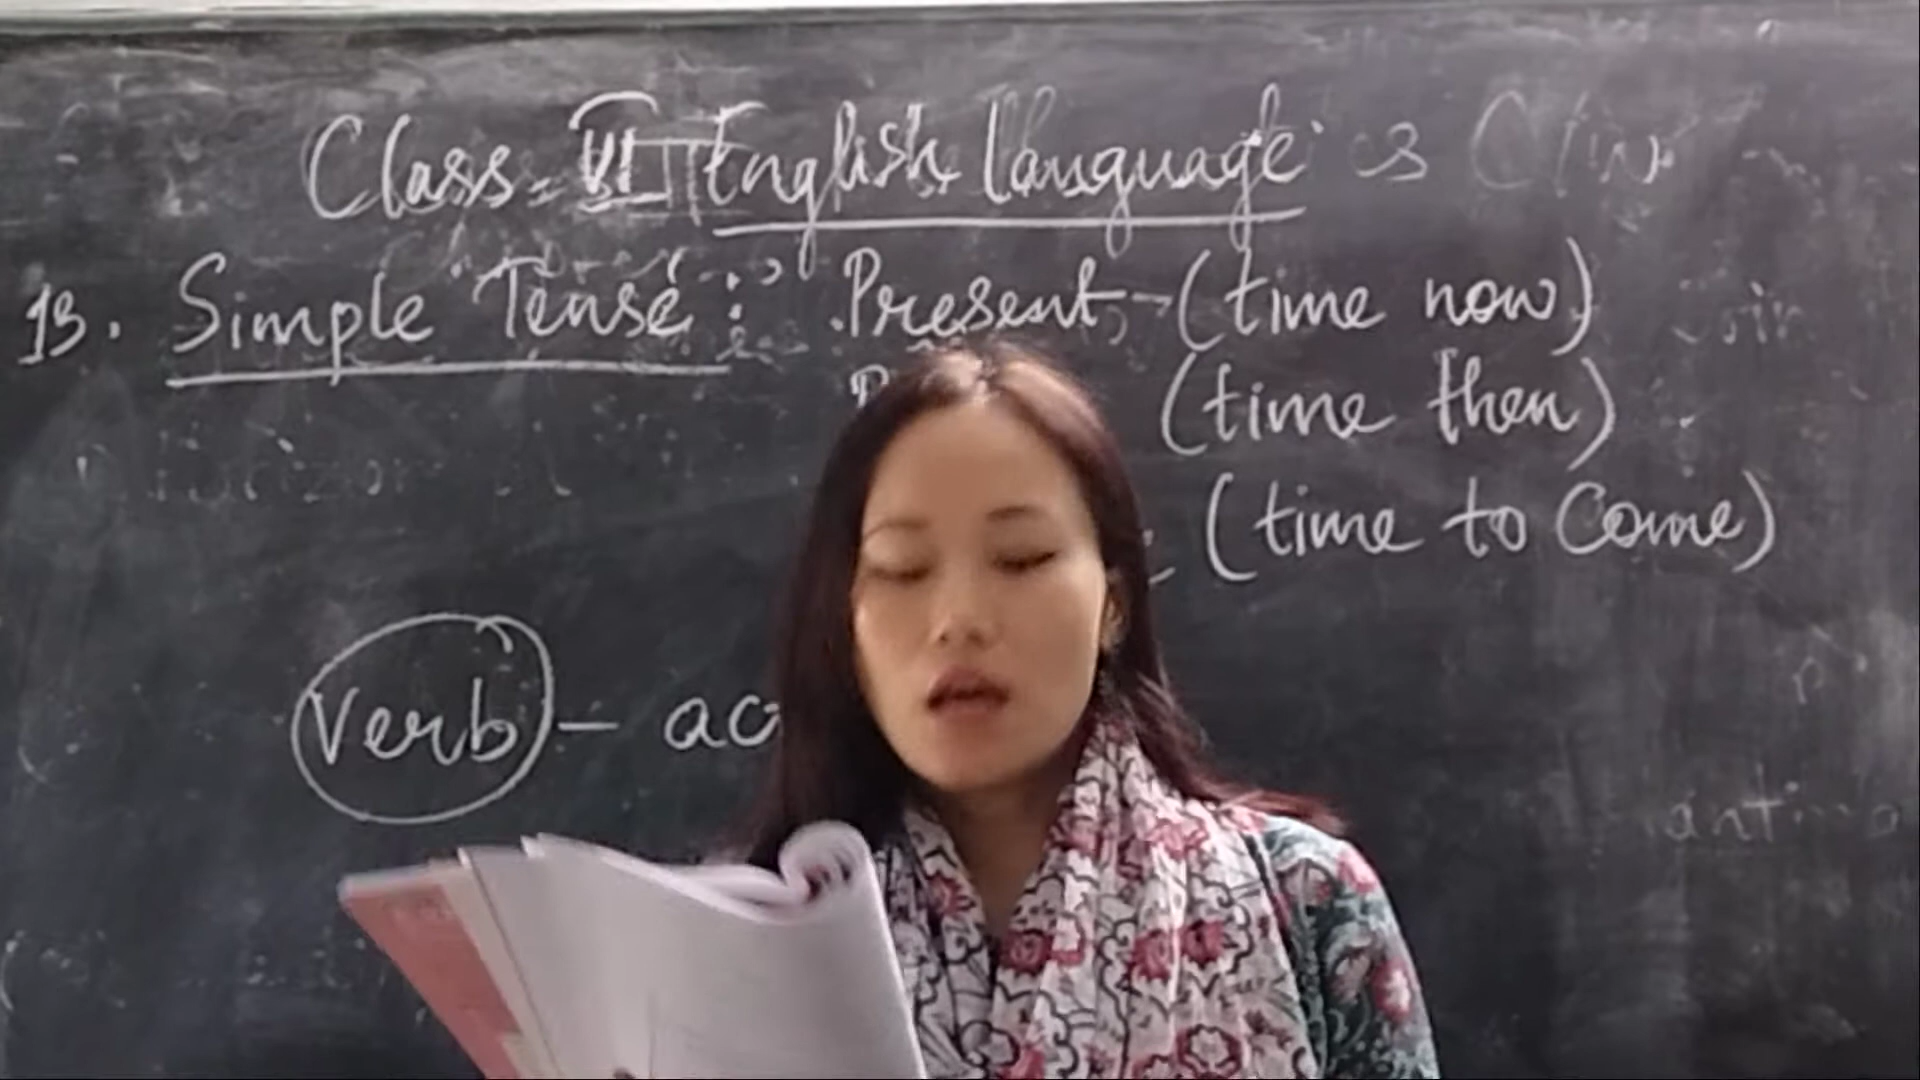 Class - VI English language
13. Simple Tense : Present - (time now)
(time then)
(time to Come)
Verb - ac